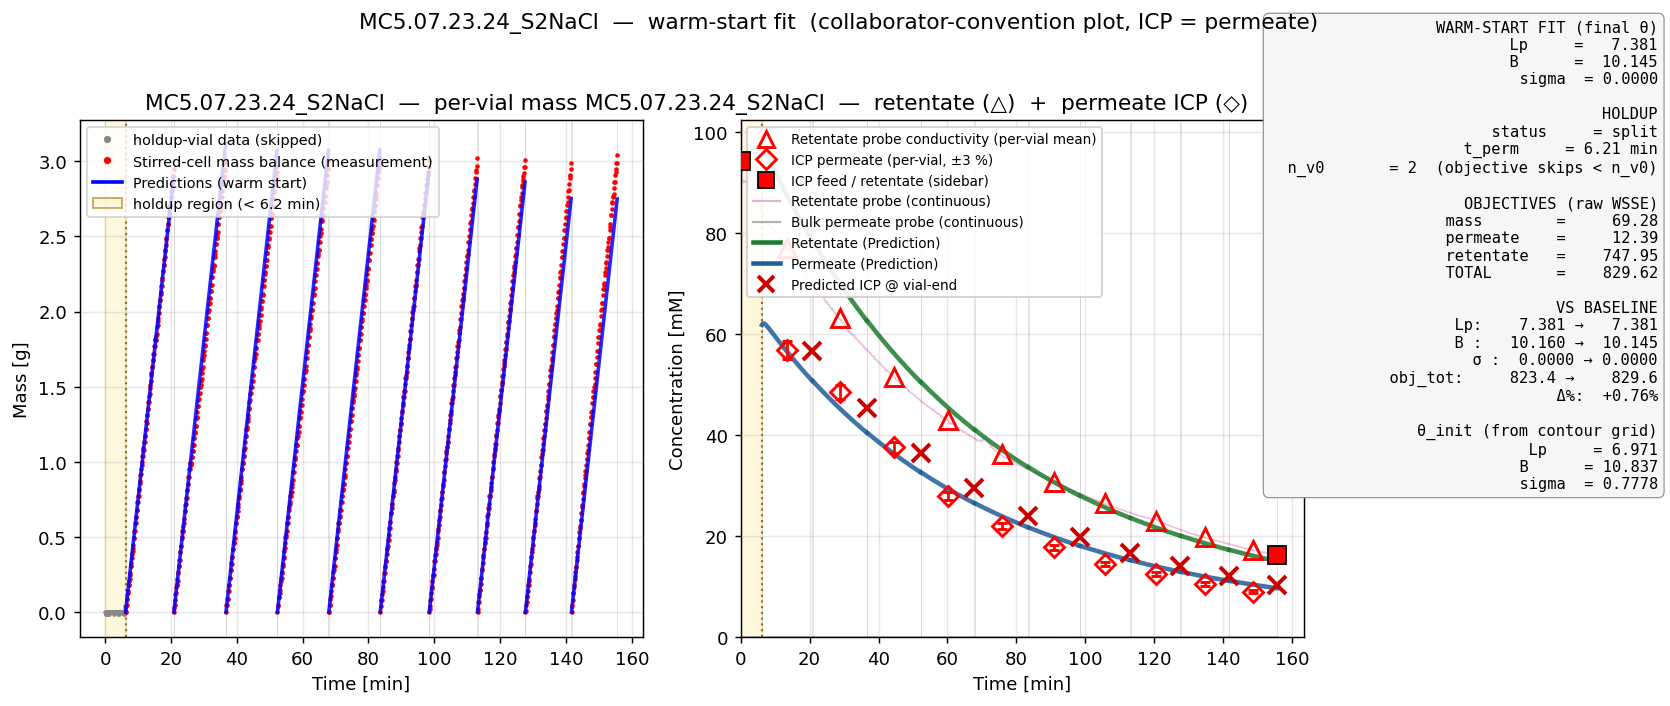 MC5.07.23.24_S2NaCl — warm-start fit (collaborator-convention plot, ICP = permeate)
MC5.07.23.24_S2NaCl — per-vial mass
holdup-vial data (skipped)
Stirred-cell mass balance (measurement)
Predictions (warm start)
holdup region (< 6.2 min)
Mass [g]
3.0
2.5
2.0
1.5
1.0
0.5
0.0
0 20 40 60 80 100 120 140 160
Time [min]
MC5.07.23.24_S2NaCl — retentate (△) + permeate ICP (◇)
Retentate probe conductivity (per-vial mean)
ICP permeate (per-vial, ±3 %)
ICP feed / retentate (sidebar)
Retentate probe (continuous)
Bulk permeate probe (continuous)
Retentate (Prediction)
Permeate (Prediction)
Predicted ICP @ vial-end
Concentration [mM]
100
80
60
40
20
0
0 20 40 60 80 100 120 140 160
Time [min]
WARM-START FIT (final θ)
Lp = 7.381
B = 10.145
sigma = 0.0000
HOLDUP
status = split
t_perm = 6.21 min
n_v0 = 2 (objective skips < n_v0)
OBJECTIVES (raw WSSE)
mass = 69.28
permeate = 12.39
retentate = 747.95
TOTAL = 829.62
VS BASELINE
Lp: 7.381 → 7.381
B : 10.160 → 10.145
σ : 0.0000 → 0.0000
obj_tot: 823.4 → 829.6
Δ%: +0.76%
θ_init (from contour grid)
Lp = 6.971
B = 10.837
sigma = 0.7778